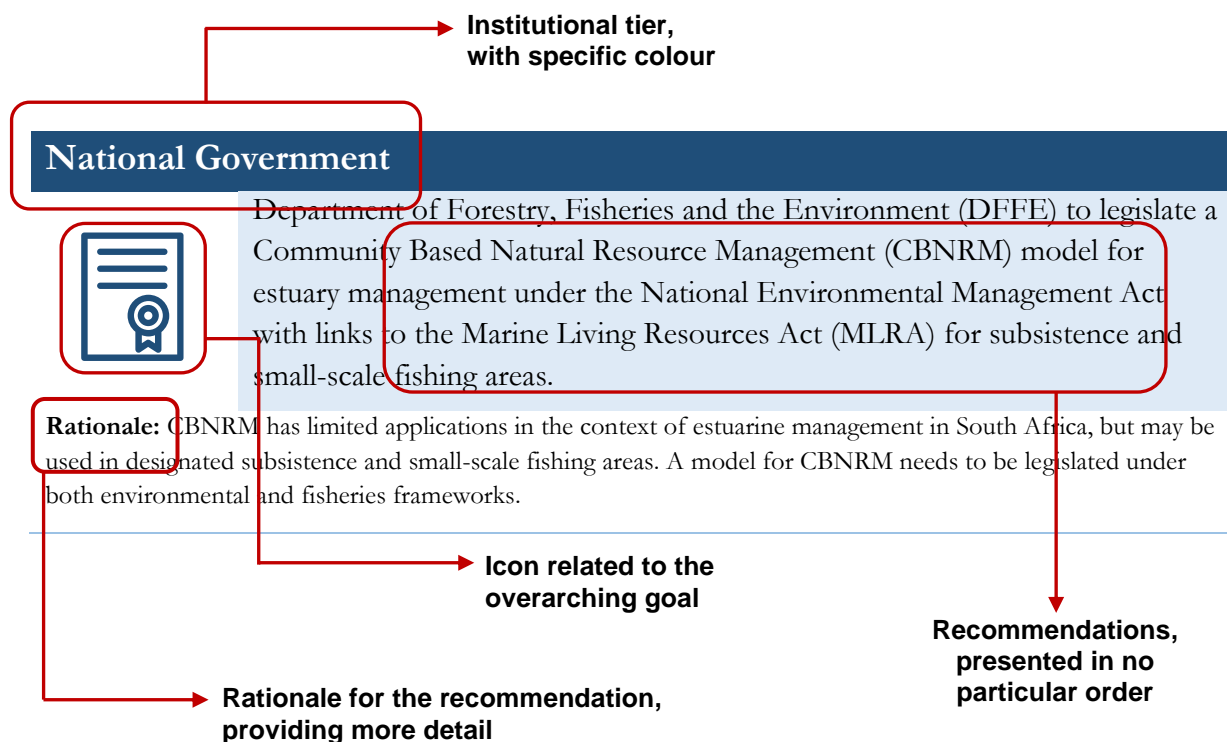 Institutional tier,
with specific colour
National Government
Department of Forestry, Fisheries and the Environment (DFFE) to legislate a
Community Based Natural Resource Management (CBNRM) model for
estuary management under the National Environmental Management Act
with links to the Marine Living Resources Act (MLRA) for subsistence and
small-scale fishing areas.
Rationale: CBNRM has limited applications in the context of estuarine management in South Africa, but may be
used in designated subsistence and small-scale fishing areas. A model for CBNRM needs to be legislated under
both environmental and fisheries frameworks.
Icon related to the
overarching goal
Recommendations,
presented in no
particular order
Rationale for the recommendation,
providing more detail